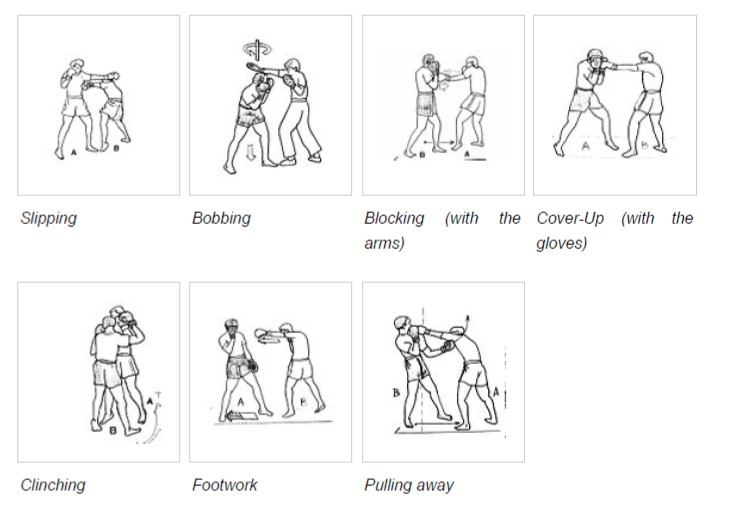 A B
B A
A B
Slipping Bobbing Blocking (with the Cover-Up (with the
arms) gloves)
A
B
A B
A
B A
Clinching Footwork Pulling away